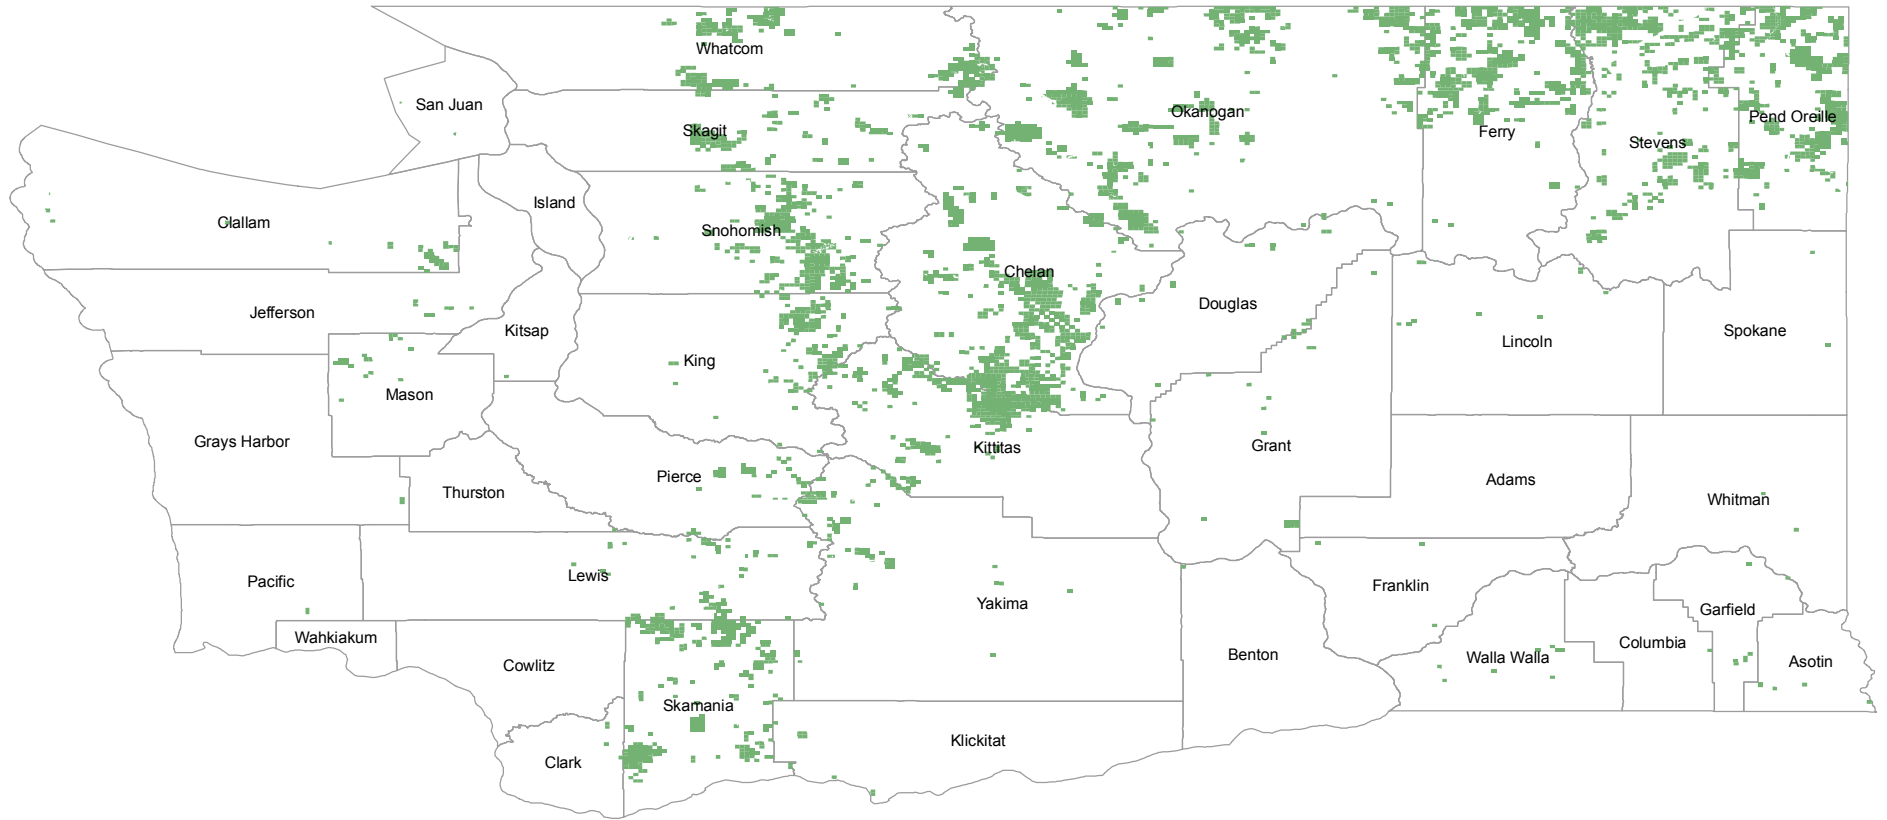 Whatcom
San Juan
Skagit
Okanogan
Ferry
Stevens
Pend Oreille
Clallam
Island
Snohomish
Chelan
Douglas
Jefferson
Kitsap
King
Lincoln
Spokane
Mason
Grays Harbor
Kittitas
Grant
Pierce
Thurston
Adams
Whitman
Pacific
Lewis
Yakima
Franklin
Garfield
Wahkiakum
Cowlitz
Benton
Walla Walla
Columbia
Asotin
Skamania
Klickitat
Clark